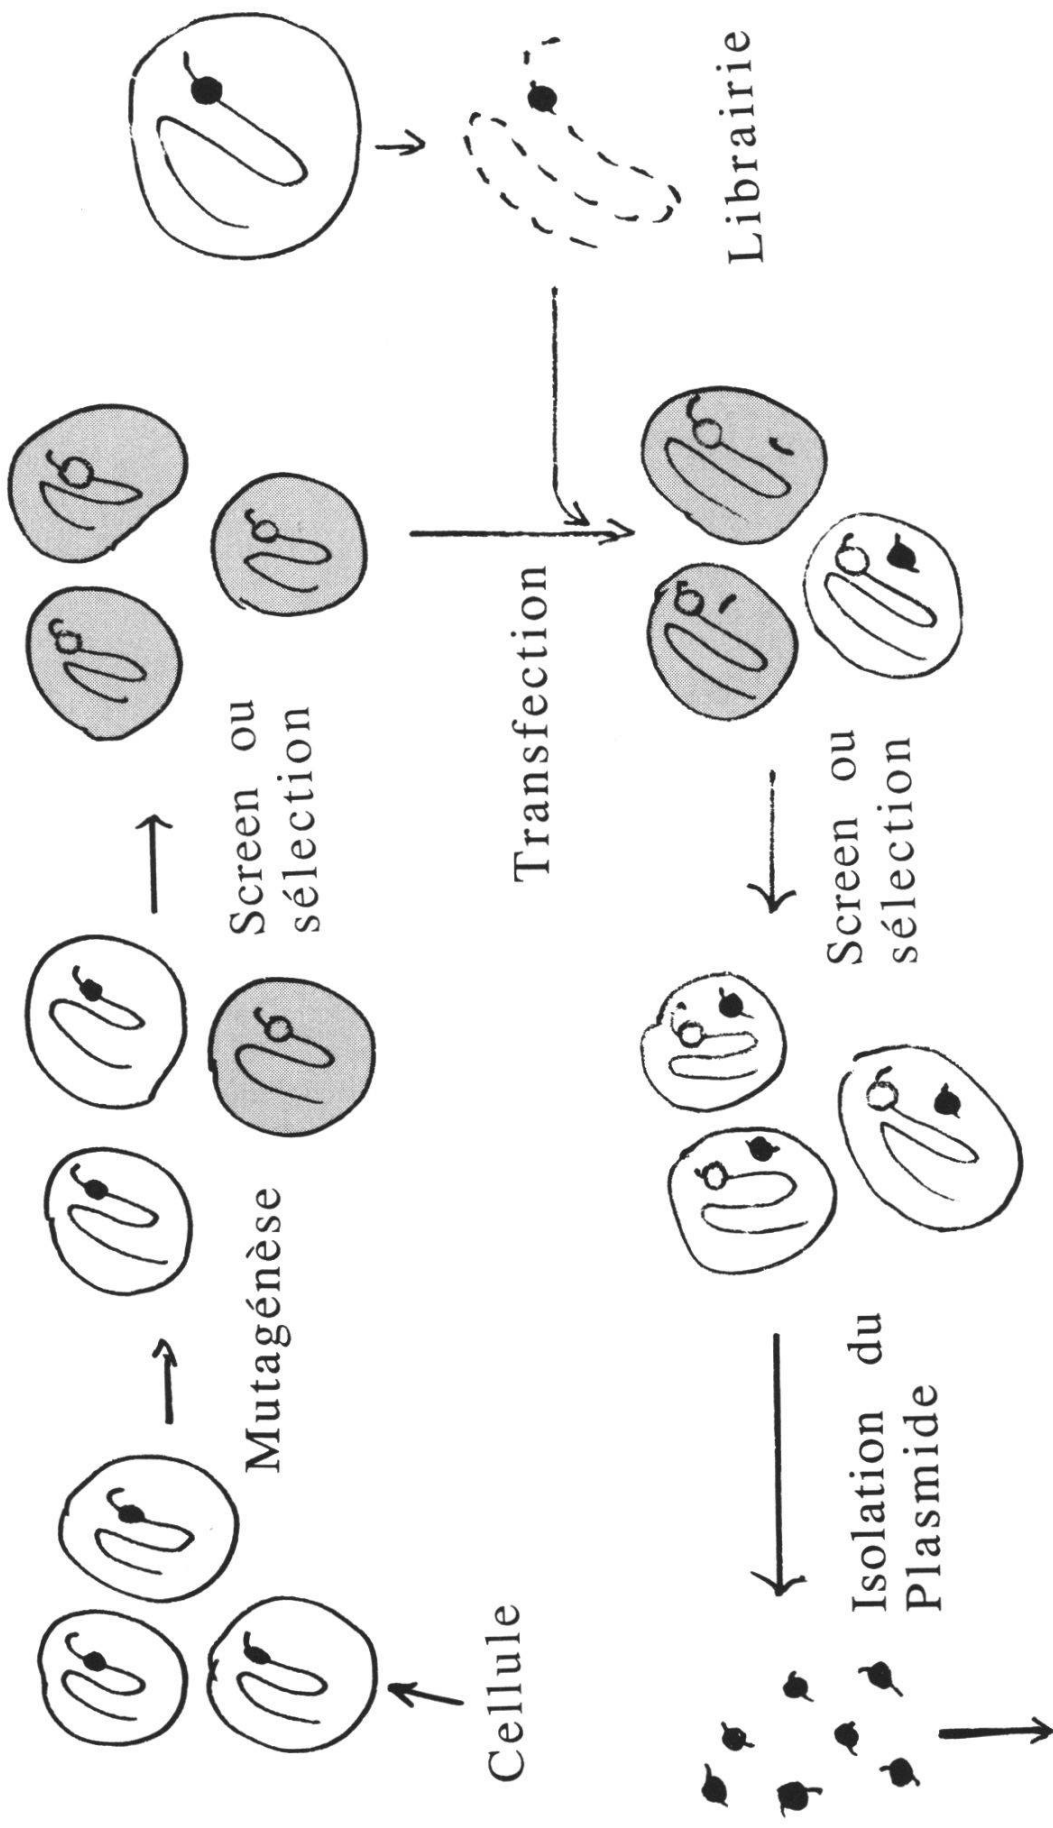 Cellule
Mutagénèse
Screen ou
sélection
Transfection
Librairie
Screen ou
sélection
Isolation du
Plasmide